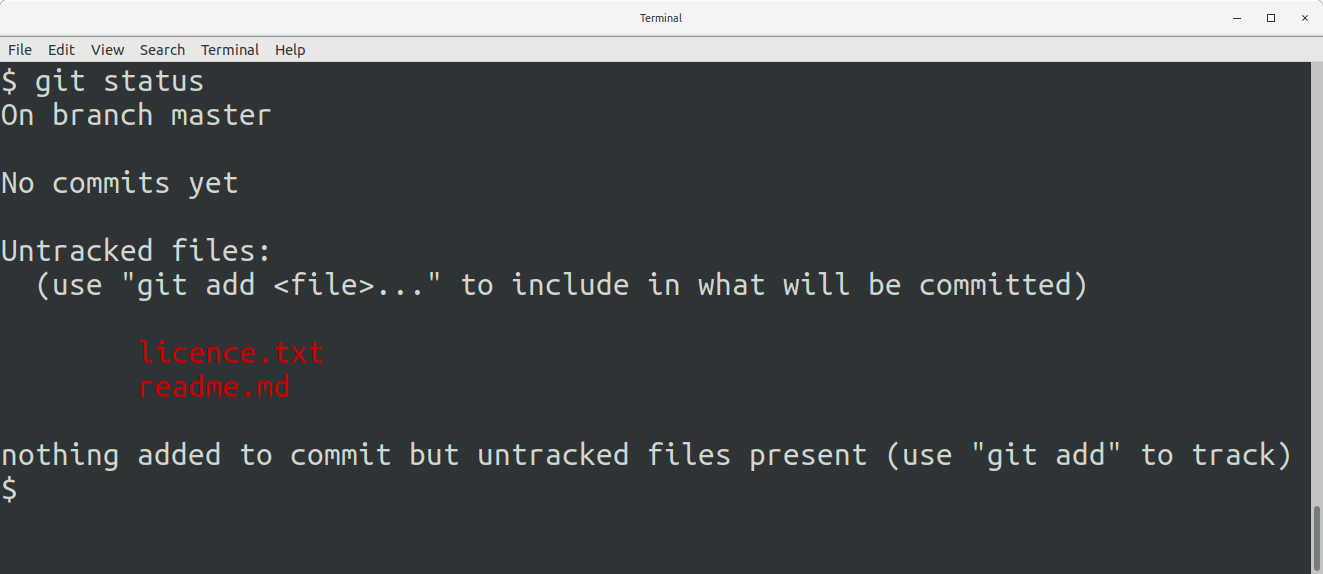 Terminal
File Edit View Search Terminal Help
$ git status
On branch master
No commits yet
Untracked files:
(use "git add <file>..." to include in what will be committed)
licence.txt
readme.md
nothing added to commit but untracked files present (use "git add" to track)
$